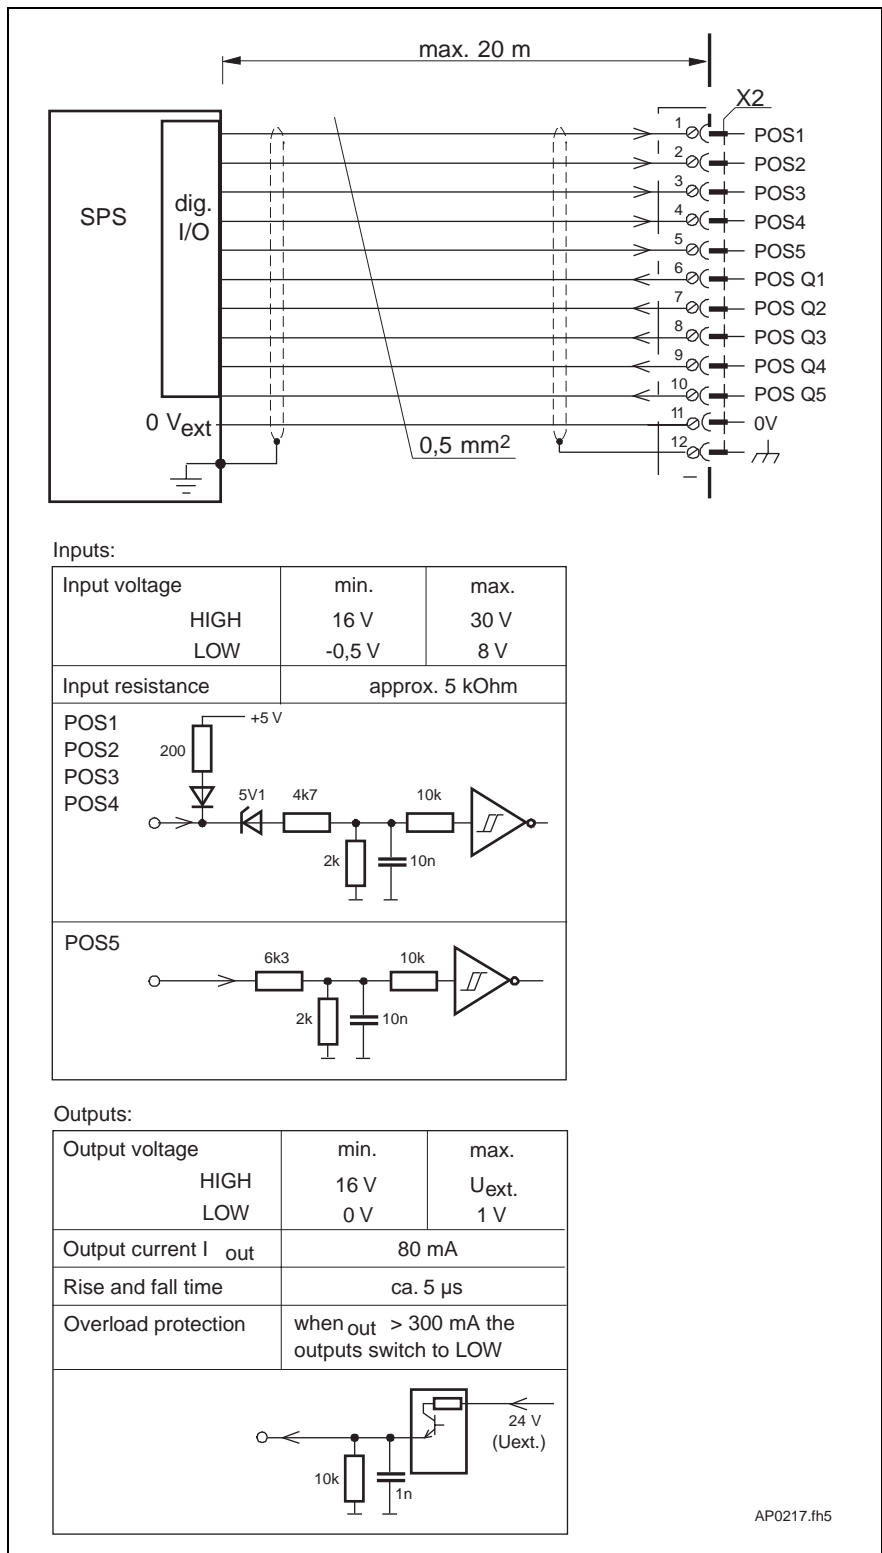 max. 20 m
X2
SPS
dig.
I/O
1 POS1
2 POS2
3 POS3
4 POS4
5 POS5
6 POS Q1
7 POS Q2
8 POS Q3
9 POS Q4
10 POS Q5
0 Vext 11 0V
0,5 mm2 12
Inputs:
Input voltage min. max.
HIGH 16 V 30 V
LOW -0,5 V 8 V
Input resistance approx. 5 kOhm
POS1 +5 V
POS2 200
POS3
POS4 5V1 4k7 10k
2k 10n
POS5
6k3 10k
2k 10n
Outputs:
Output voltage min. max.
HIGH 16 V Uext.
LOW 0 V 1 V
Output current I out 80 mA
Rise and fall time ca. 5 µs
Overload protection when out > 300 mA the
outputs switch to LOW
24 V
(Uext.)
10k 1n
AP0217.fh5